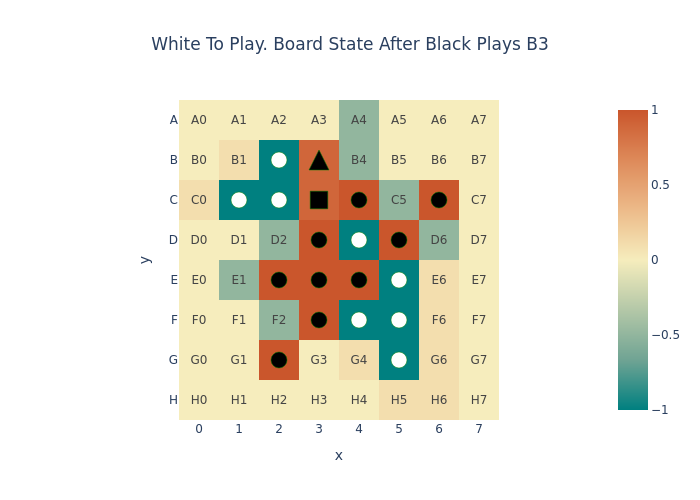 White To Play. Board State After Black Plays B3
A A0 A1 A2 A3 A4 A5 A6 A7
B B0 B1 B4 B5 B6 B7
C C0 C5 C7
D D0 D1 D2 D6 D7
E E0 E1 E6 E7
F F0 F1 F2 F6 F7
G G0 G1 G3 G4 G6 G7
H H0 H1 H2 H3 H4 H5 H6 H7
0 1 2 3 4 5 6 7
x
y
1
0.5
0
−0.5
−1